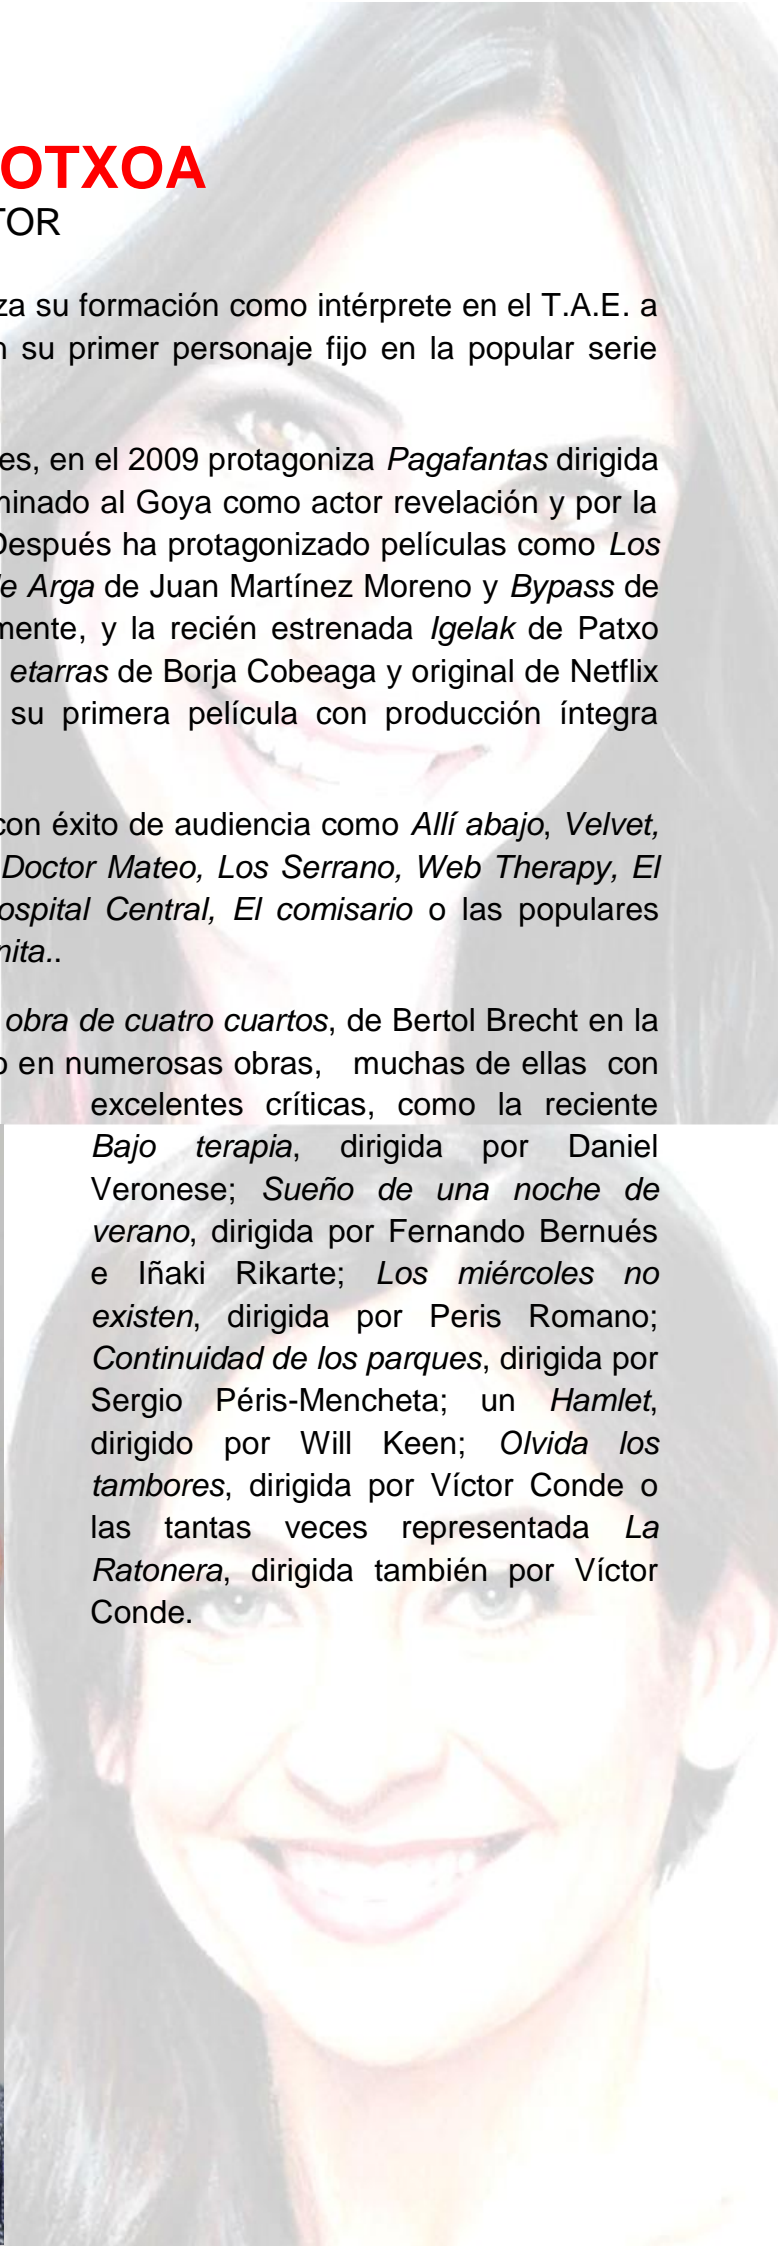 OTXOA
TOR
za su formación como intérprete en el T.A.E. a
n su primer personaje fijo en la popular serie
es, en el 2009 protagoniza Pagafantas dirigida
minado al Goya como actor revelación y por la
Después ha protagonizado películas como Los
de Arga de Juan Martínez Moreno y Bypass de
mente, y la recién estrenada Igelak de Patxo
etarras de Borja Cobeaga y original de Netflix
su primera película con producción íntegra
con éxito de audiencia como Allí abajo, Velvet,
Doctor Mateo, Los Serrano, Web Therapy, El
ospital Central, El comisario o las populares
nita..
obra de cuatro cuartos, de Bertol Brecht en la
o en numerosas obras, muchas de ellas con
excelentes críticas, como la reciente
Bajo terapia, dirigida por Daniel
Veronese; Sueño de una noche de
verano, dirigida por Fernando Bernués
e Iñaki Rikarte; Los miércoles no
existen, dirigida por Peris Romano;
Continuidad de los parques, dirigida por
Sergio Péris-Mencheta; un Hamlet,
dirigido por Will Keen; Olvida los
tambores, dirigida por Víctor Conde o
las tantas veces representada La
Ratonera, dirigida también por Víctor
Conde.